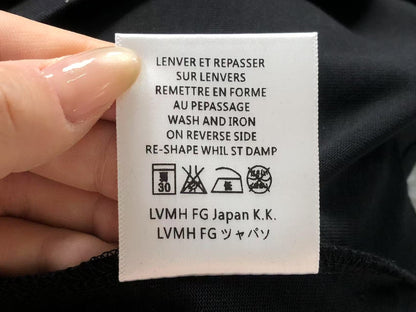 LENVER ET REPASSER
SUR LENVERS
REMETTRE EN FORME
AU PEPASSAGE
WASH AND IRON
ON REVERSE SIDE
RE-SHAPE WHIL ST DAMP
30 低
LVMH FG Japan K.K.
LVMH FG ツャパソ